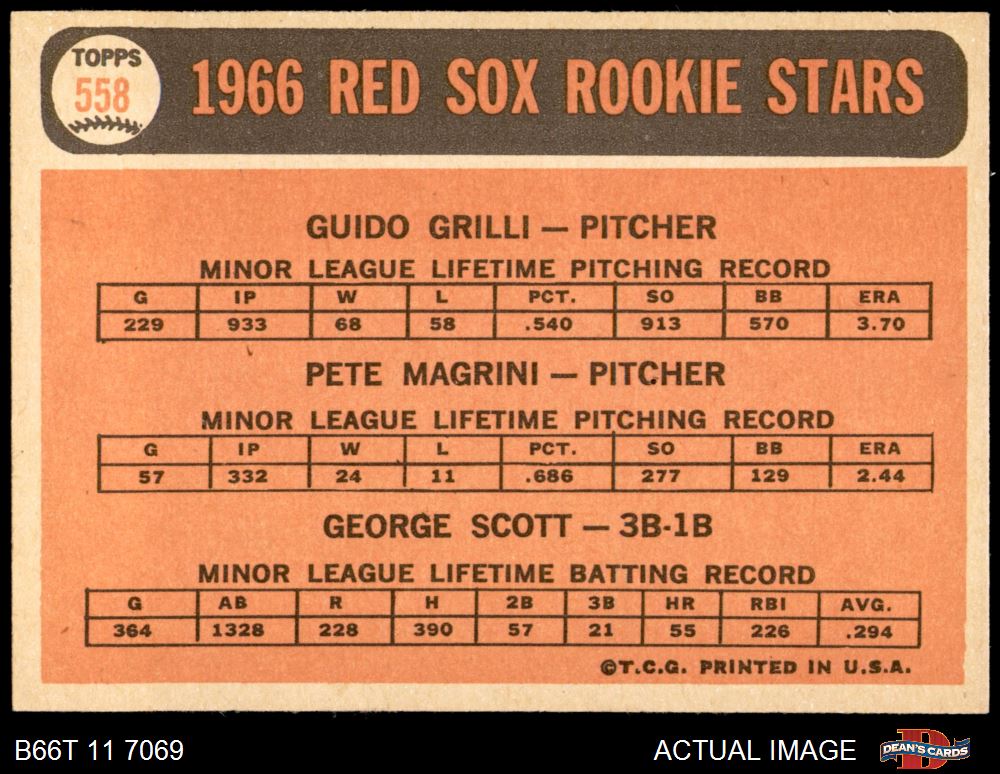 TOPPS
558
1966 RED SOX ROOKIE STARS
GUIDO GRILLI — PITCHER
MINOR LEAGUE LIFETIME PITCHING RECORD
G IP W L PCT. SO BB ERA
229 933 68 58 .540 913 570 3.70
PETE MAGRINI — PITCHER
MINOR LEAGUE LIFETIME PITCHING RECORD
G IP W L PCT. SO BB ERA
57 332 24 11 .686 277 129 2.44
GEORGE SCOTT — 3B-1B
MINOR LEAGUE LIFETIME BATTING RECORD
G AB R H 2B 3B HR RBI AVG.
364 1328 228 390 57 21 55 226 .294
©T.C.G. PRINTED IN U.S.A.
B66T 11 7069 ACTUAL IMAGE DEAN'S CARDS